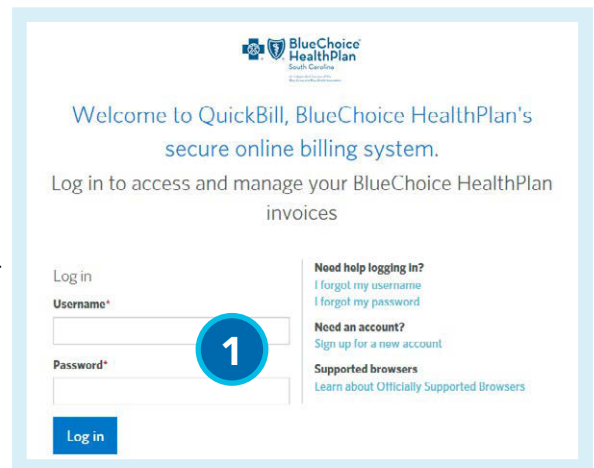 BlueChoice
HealthPlan
South Carolina
Welcome to QuickBill, BlueChoice HealthPlan's
secure online billing system.
Log in to access and manage your BlueChoice HealthPlan
invoices
Log in
Username*
Password*
Log in
1
Need help logging in?
I forgot my username
I forgot my password
Need an account?
Sign up for a new account
Supported browsers
Learn about Officially Supported Browsers